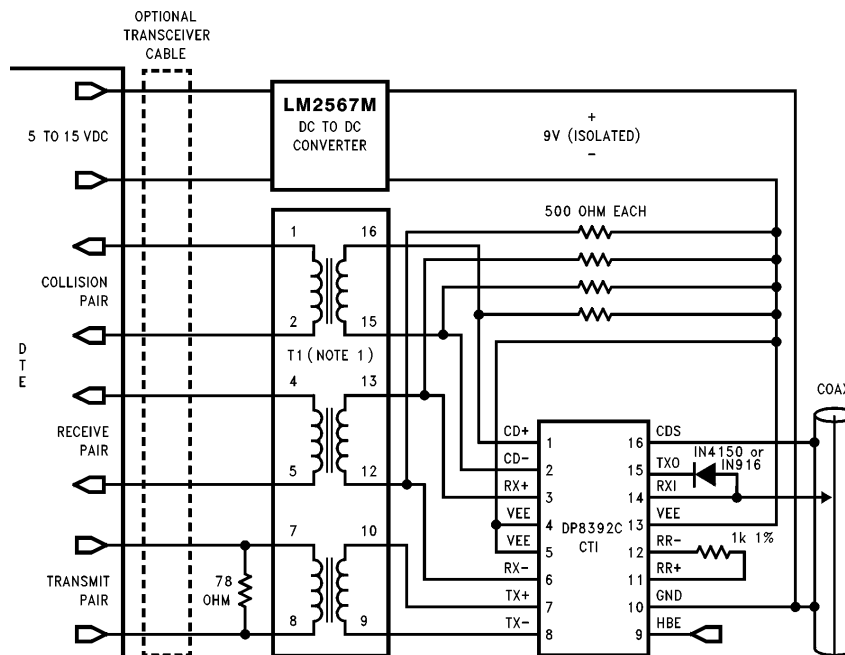 OPTIONAL
TRANSCEIVER
CABLE
LM2567M
DC TO DC
CONVERTER
5 TO 15 VDC
+
9V (ISOLATED)
−
500 OHM EACH
1
16
COLLISION
PAIR
2
15
T1 (NOTE 1)
D
T
E
4
13
RECEIVE
PAIR
5
12
7
10
TRANSMIT
PAIR
78
OHM
8
9
COAX
DP8392C
CTI
CD+ 1
CD- 2
RX+ 3
VEE 4
VEE 5
RX- 6
TX+ 7
TX- 8
16 CDS
15 TXO
14 RXI
13 VEE
12 RR-
11 RR+
10 GND
9 HBE
IN4150 or
IN916
1k 1%